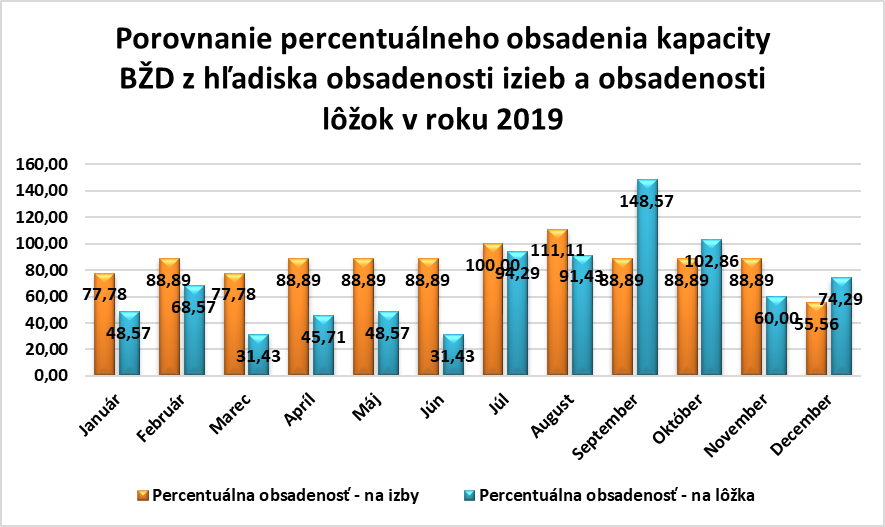 Porovnanie percentuálneho obsadenia kapacity
BŽD z hľadiska obsadenosti izieb a obsadenosti
lôžok v roku 2019
160,00
140,00
120,00
100,00
80,00
60,00
40,00
20,00
0,00
77,78
48,57
88,89
68,57
77,78
31,43
88,89
45,71
88,89
48,57
88,89
31,43
100,00
94,29
111,11
91,43
88,89
148,57
88,89
102,86
88,89
60,00
55,56
74,29
Január
Február
Marec
Apríl
Máj
Jún
Júl
August
September
Október
November
December
Percentuálna obsadenosť - na izby
Percentuálna obsadenosť - na lôžka